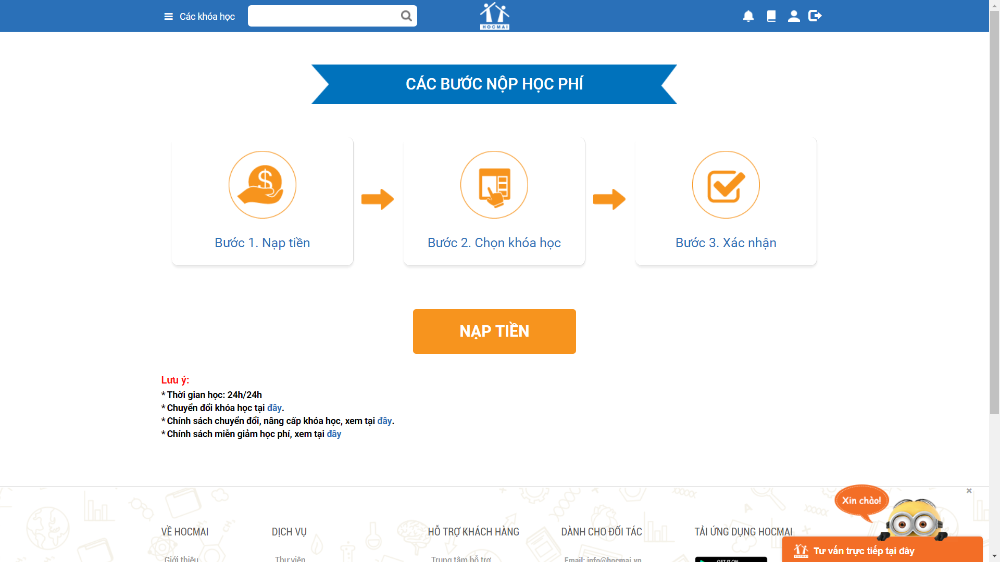 Các khóa học
HOCMAI
CÁC BƯỚC NỘP HỌC PHÍ
Bước 1. Nạp tiền
Bước 2. Chọn khóa học
Bước 3. Xác nhận
NẠP TIỀN
Lưu ý:
* Thời gian học: 24h/24h
* Chuyển đổi khóa học tại đây.
* Chính sách chuyển đổi, nâng cấp khóa học, xem tại đây.
* Chính sách miễn giảm học phí, xem tại đây
Xin chào!
VỀ HOCMAI
DỊCH VỤ
HỖ TRỢ KHÁCH HÀNG
DÀNH CHO ĐỐI TÁC
TẢI ỨNG DỤNG HOCMAI
Tư vấn trực tiếp tại đây
Giới thiệu
Thư viện
Trung tâm hỗ trợ
Email: info@hocmai.vn
GET IT ON